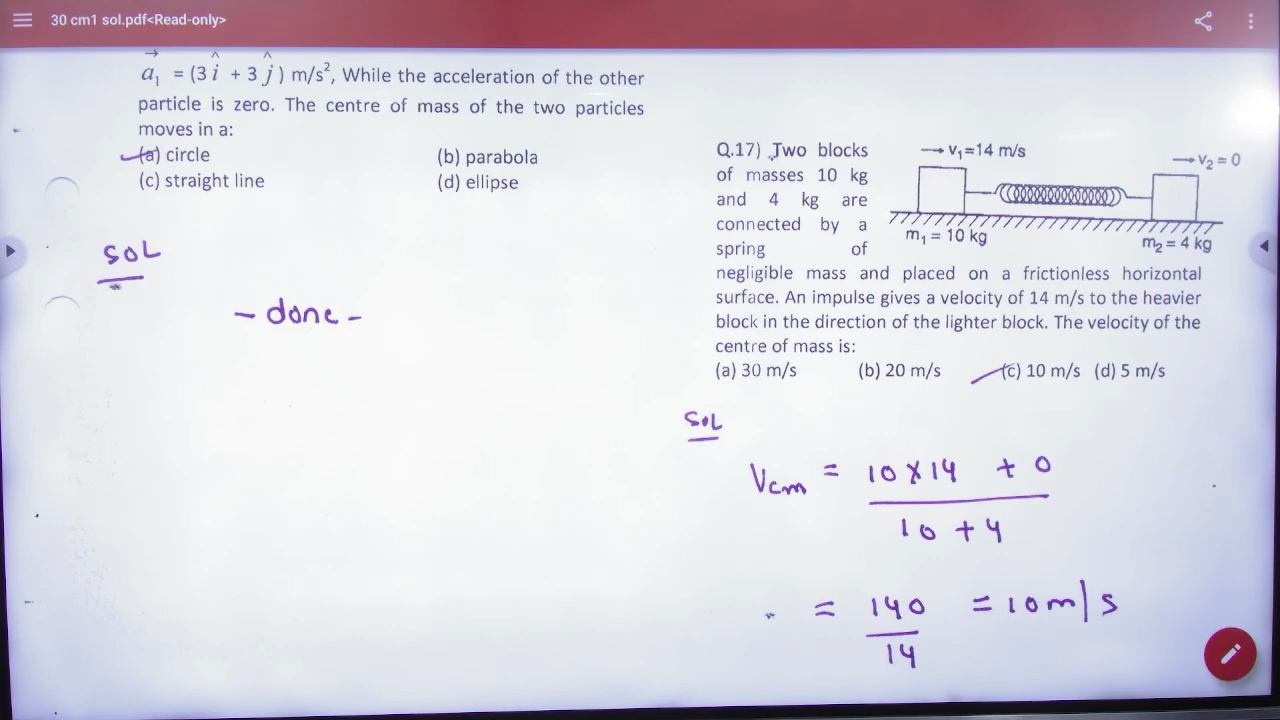 30 cm1 sol.pdf<Read-only>
→a₁ = (3î + 3ĵ) m/s², While the acceleration of the other
particle is zero. The centre of mass of the two particles
moves in a:
(a) circle (b) parabola
(c) straight line (d) ellipse
SOL
- done -
Q.17) Two blocks
of masses 10 kg
and 4 kg are
connected by a
spring of
→ v₁=14 m/s
→ v₂ = 0
m₁ = 10 kg
m₂ = 4 kg
negligible mass and placed on a frictionless horizontal
surface. An impulse gives a velocity of 14 m/s to the heavier
block in the direction of the lighter block. The velocity of the
centre of mass is:
(a) 30 m/s (b) 20 m/s (c) 10 m/s (d) 5 m/s
SOL
Vcm = 10×14 + 0
10 + 4
= 140 = 10 m/s
14